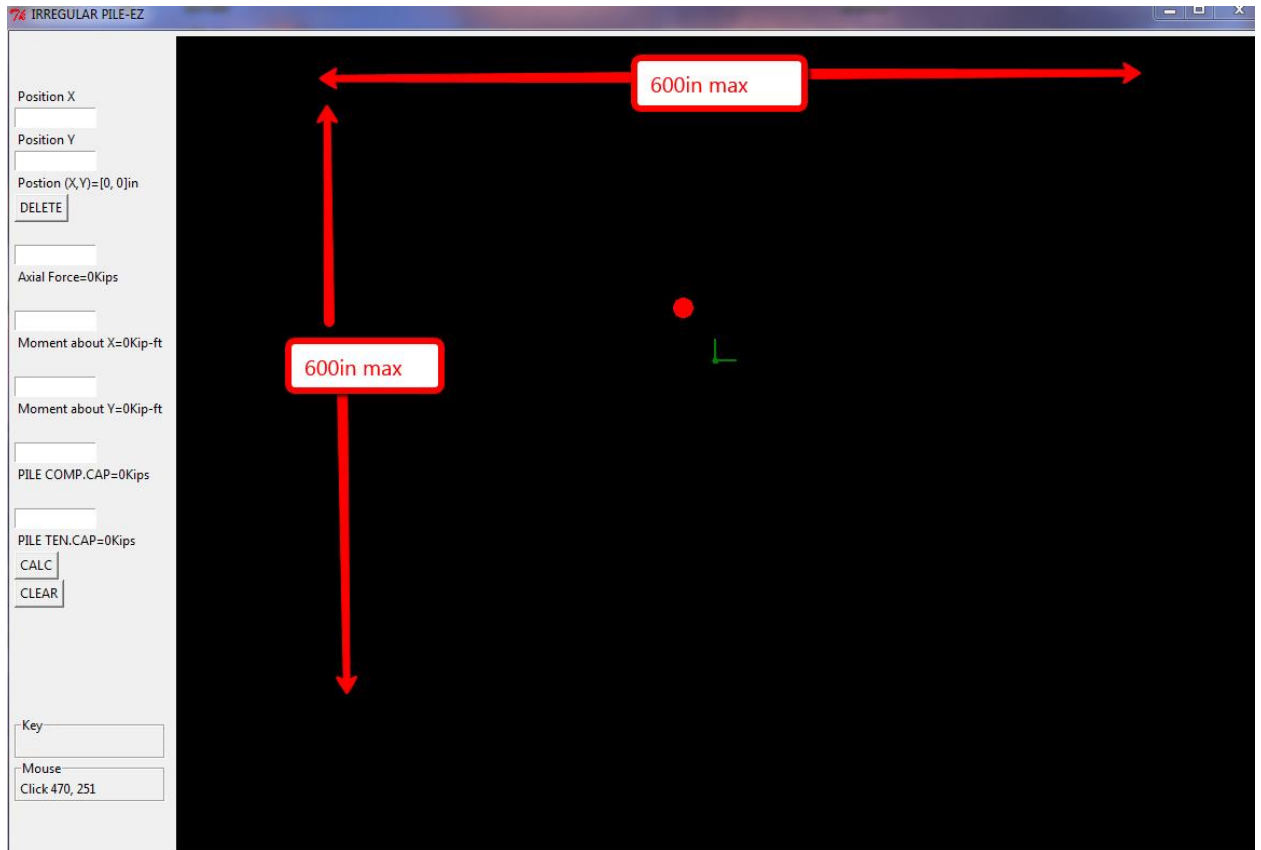 IRREGULAR PILE-EZ
600in max
Position X
Position Y
Postion (X,Y)=[0, 0]in
DELETE
Axial Force=0Kips
Moment about X=0Kip-ft
600in max
Moment about Y=0Kip-ft
PILE COMP.CAP=0Kips
PILE TEN.CAP=0Kips
CALC
CLEAR
Key
Mouse
Click 470, 251